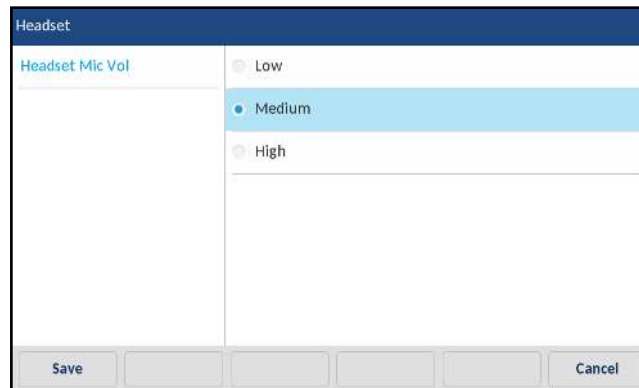 Headset
Headset Mic Vol
Low
Medium
High
Save
Cancel